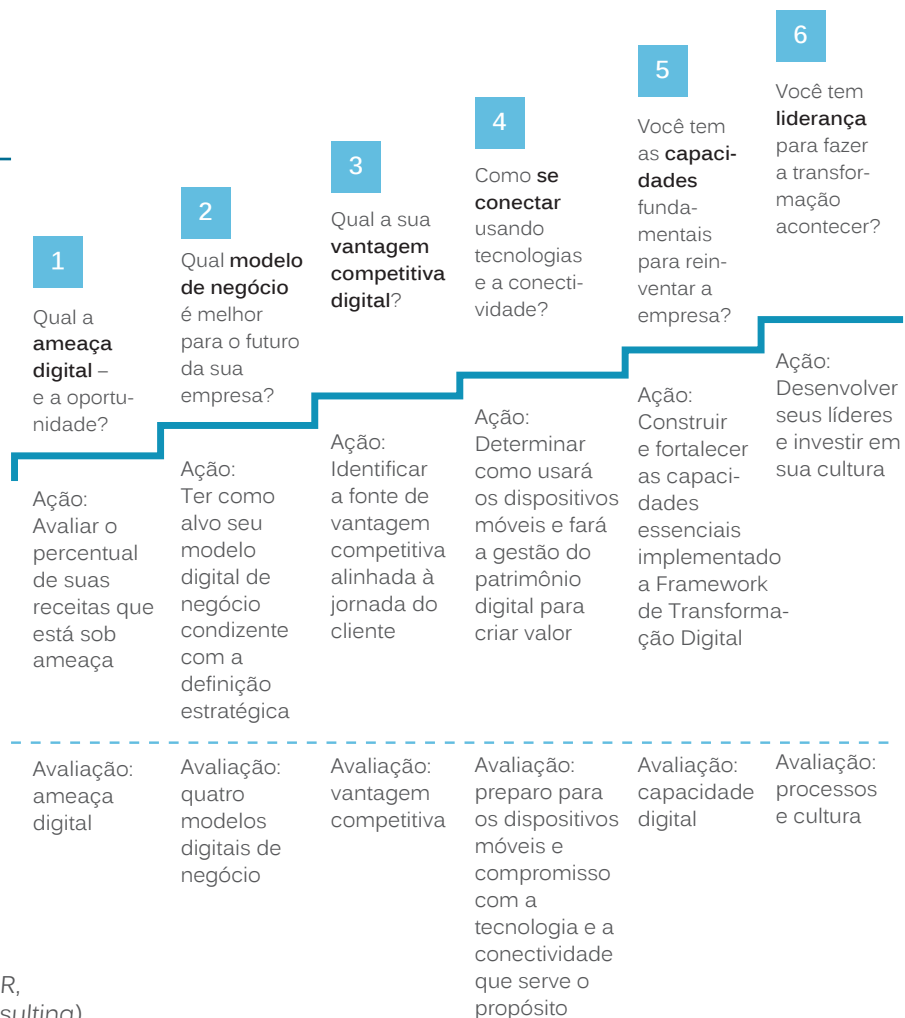 1
Qual a
ameaça
digital –
e a oportu-
nidade?
Ação:
Avaliar o
percentual
de suas
receitas que
está sob
ameaça
Avaliação:
ameaça
digital
2
Qual modelo
de negócio
é melhor
para o futuro
da sua
empresa?
Ação:
Ter como
alvo seu
modelo
digital de
negócio
condizente
com a
definição
estratégica
Avaliação:
quatro
modelos
digitais de
negócio
3
Qual a sua
vantagem
competitiva
digital?
Ação:
Identificar
a fonte de
vantagem
competitiva
alinhada à
jornada do
cliente
Avaliação:
vantagem
competitiva
4
Como se
conectar
usando
tecnologias
e a conecti-
vidade?
Ação:
Determinar
como usará
os dispositivos
móveis e fará
a gestão do
patrimônio
digital para
criar valor
Avaliação:
preparo para
os dispositivos
móveis e
compromisso
com a
tecnologia e a
conectividade
que serve o
propósito
5
Você tem
as capaci-
dades
funda-
mentais
para rein-
ventar a
empresa?
Ação:
Construir
e fortalecer
as capaci-
dades
essenciais
implementado
a Framework
de Transforma-
ção Digital
Avaliação:
capacidade
digital
6
Você tem
liderança
para fazer
a transfor-
mação
acontecer?
Ação:
Desenvolver
seus líderes
e investir em
sua cultura
Avaliação:
processos
e cultura
R,
sulting)